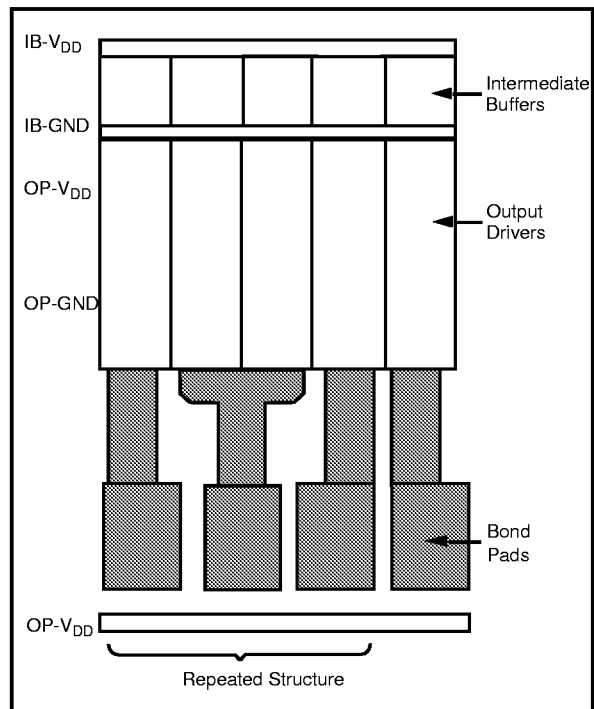 IB-VDD
Intermediate
Buffers
IB-GND
OP-VDD
Output
Drivers
OP-GND
Bond
Pads
OP-VDD
Repeated Structure